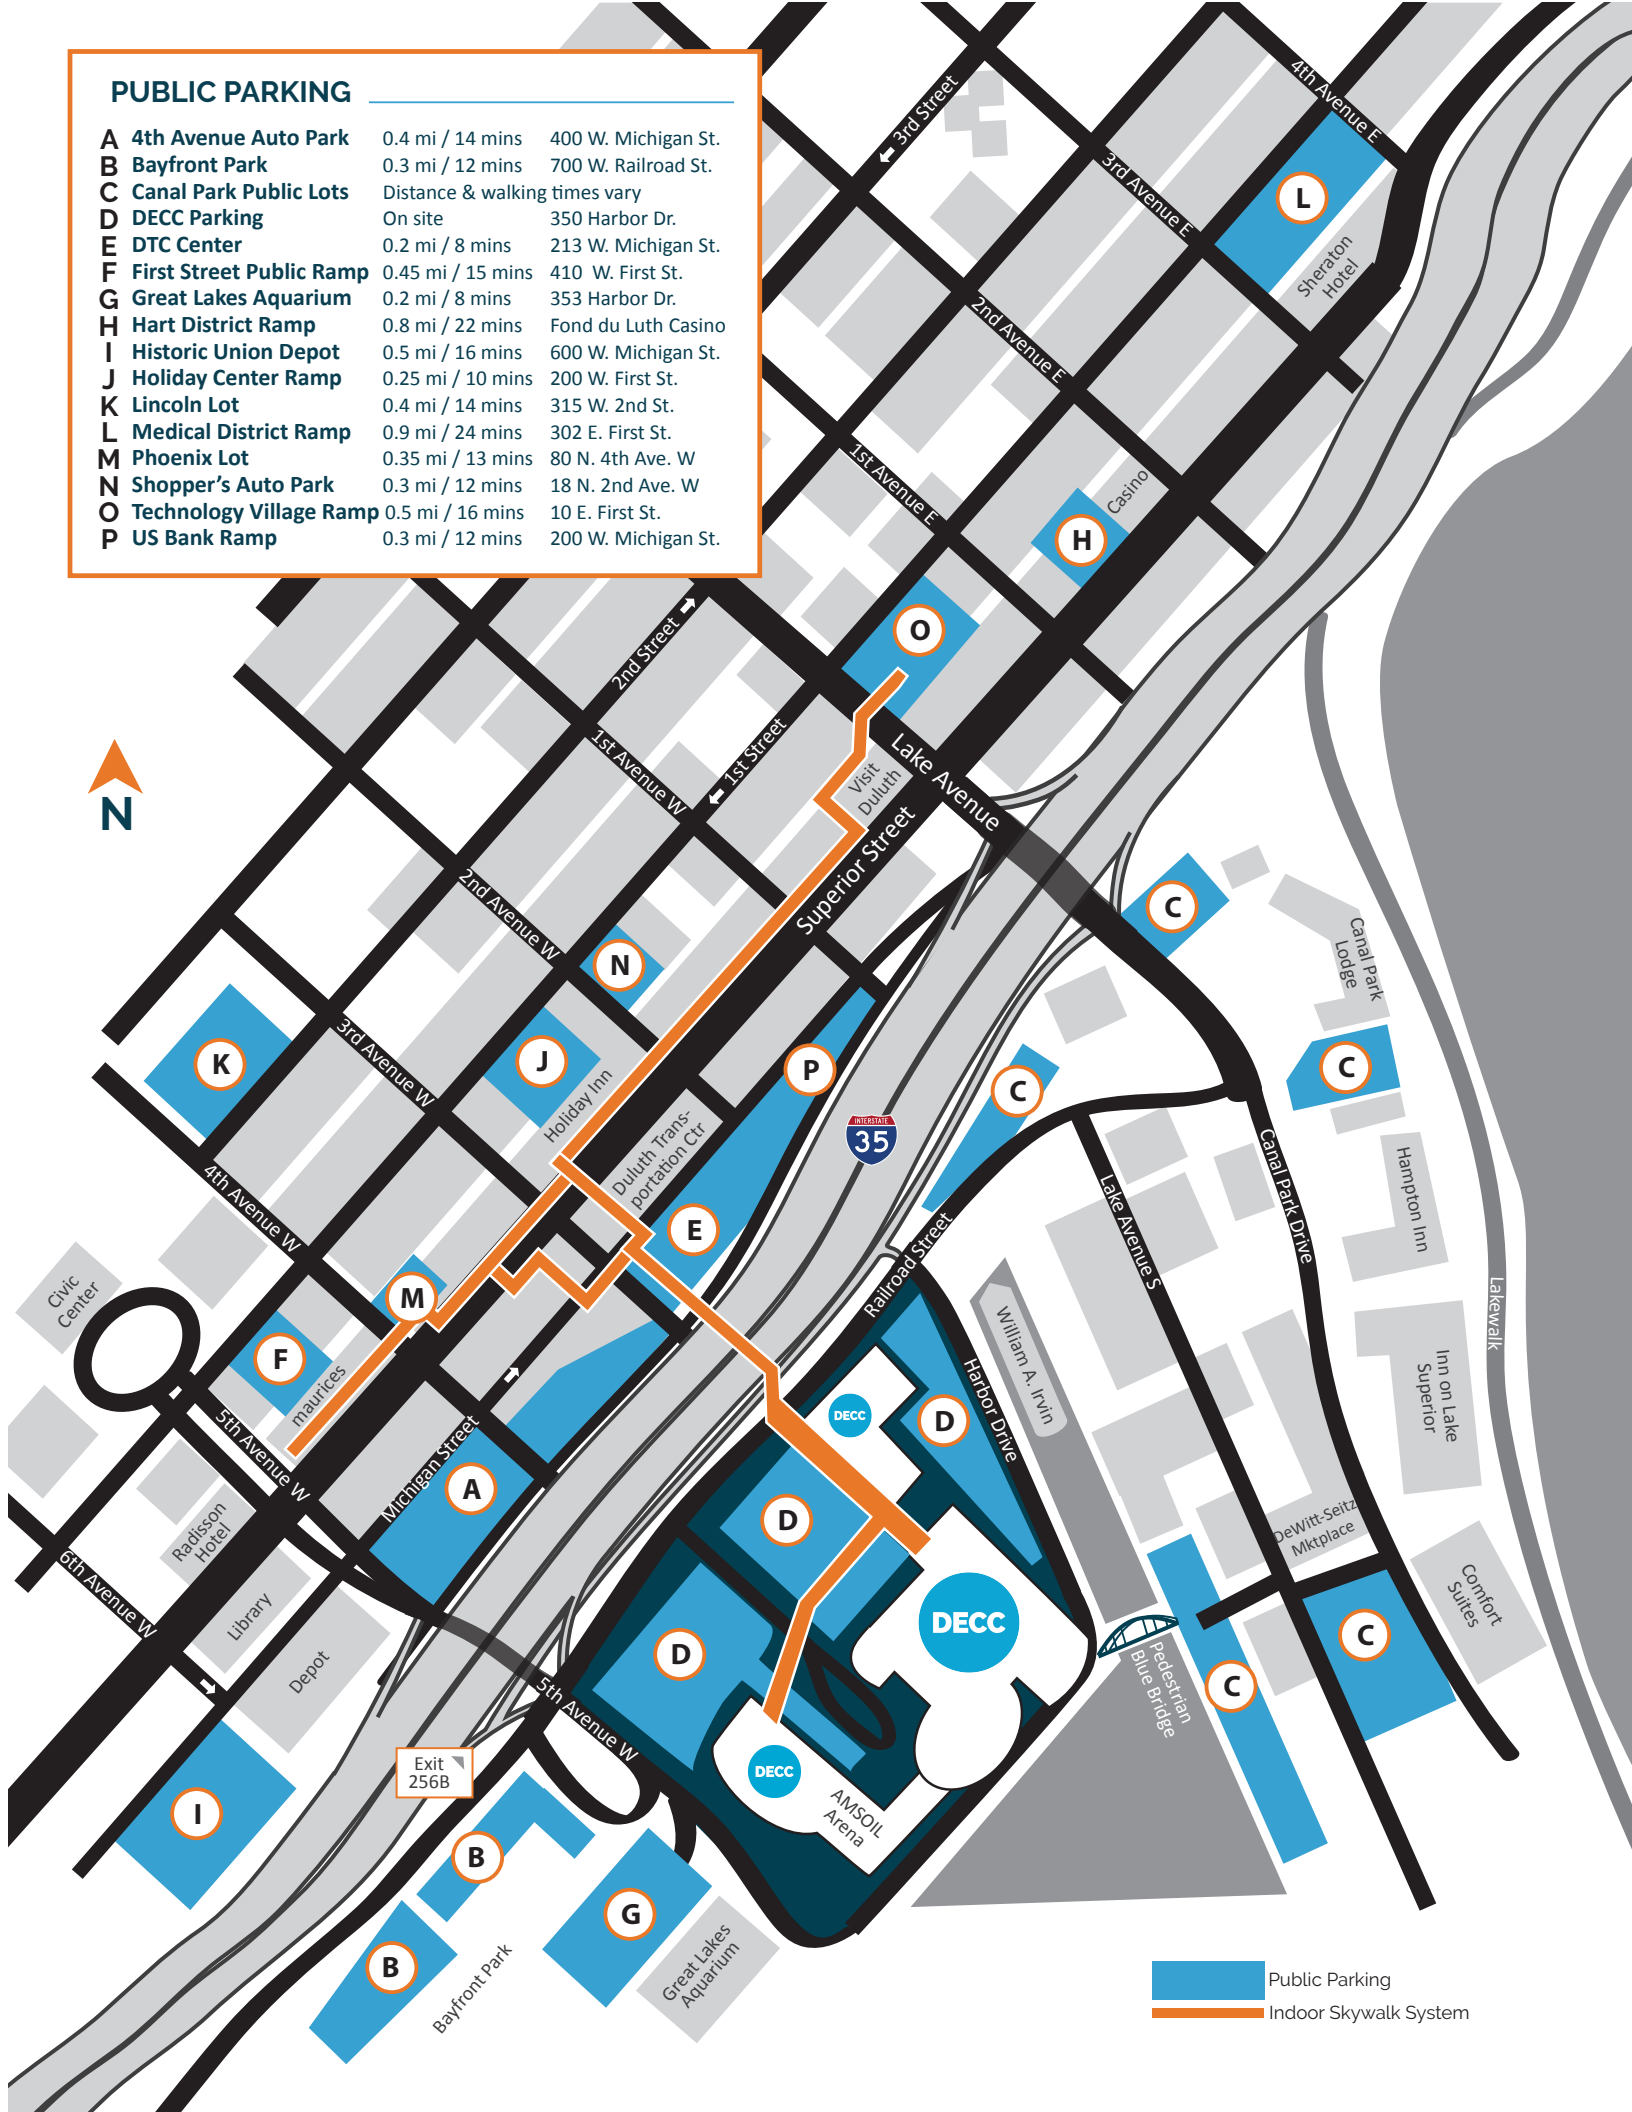 PUBLIC PARKING
A 4th Avenue Auto Park 0.4 mi / 14 mins 400 W. Michigan St.
B Bayfront Park 0.3 mi / 12 mins 700 W. Railroad St.
C Canal Park Public Lots Distance & walking times vary
D DECC Parking On site 350 Harbor Dr.
E DTC Center 0.2 mi / 8 mins 213 W. Michigan St.
F First Street Public Ramp 0.45 mi / 15 mins 410 W. First St.
G Great Lakes Aquarium 0.2 mi / 8 mins 353 Harbor Dr.
H Hart District Ramp 0.8 mi / 22 mins Fond du Luth Casino
I Historic Union Depot 0.5 mi / 16 mins 600 W. Michigan St.
J Holiday Center Ramp 0.25 mi / 10 mins 200 W. First St.
K Lincoln Lot 0.4 mi / 14 mins 315 W. 2nd St.
L Medical District Ramp 0.9 mi / 24 mins 302 E. First St.
M Phoenix Lot 0.35 mi / 13 mins 80 N. 4th Ave. W
N Shopper's Auto Park 0.3 mi / 12 mins 18 N. 2nd Ave. W
O Technology Village Ramp 0.5 mi / 16 mins 10 E. First St.
P US Bank Ramp 0.3 mi / 12 mins 200 W. Michigan St.
4th Avenue E
3rd Street
3rd Avenue E
L
Sheraton
Hotel
2nd Avenue E
1st Avenue E
Casino
H
O
2nd Street
1st Street
1st Avenue W
Lake Avenue
Visit
Duluth
Superior Street
N
2nd Avenue W
C
Canal Park
Lodge
N
K
3rd Avenue W
J
Holiday Inn
P
C
C
INTERSTATE
35
Duluth Trans-
portation Ctr
E
4th Avenue W
Civic
Center
M
F
maurices
Railroad Street
Lake Avenue S
Canal Park Drive
Hampton Inn
Lakewalk
William A. Irvin
Harbor Drive
Inn on Lake
Superior
DECC
D
5th Avenue W
Michigan Street
A
D
Radisson
Hotel
DeWitt-Seitz
Mktplace
Comfort
Suites
6th Avenue W
Library
Depot
D
DECC
C
Pedestrian
Blue Bridge
C
5th Avenue W
Exit
256B
DECC
AMSOIL
Arena
I
B
G
B
Bayfront Park
Great Lakes
Aquarium
Public Parking
Indoor Skywalk System